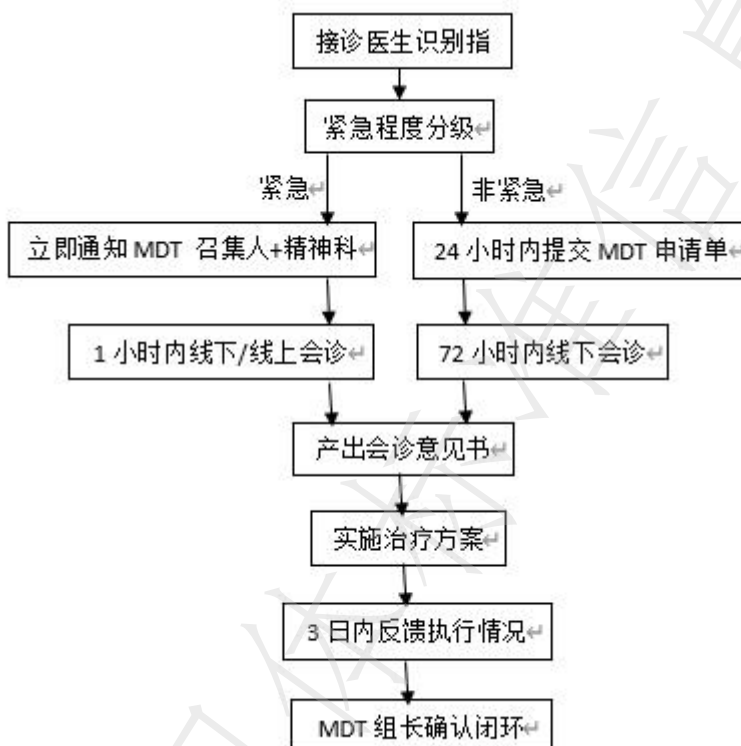 接诊医生识别指
紧急程度分级
紧急
非紧急
立即通知 MDT 召集人+精神科
24 小时内提交 MDT 申请单
1 小时内线下/线上会诊
72 小时内线下会诊
产出会诊意见书
实施治疗方案
3 日内反馈执行情况
MDT 组长确认闭环